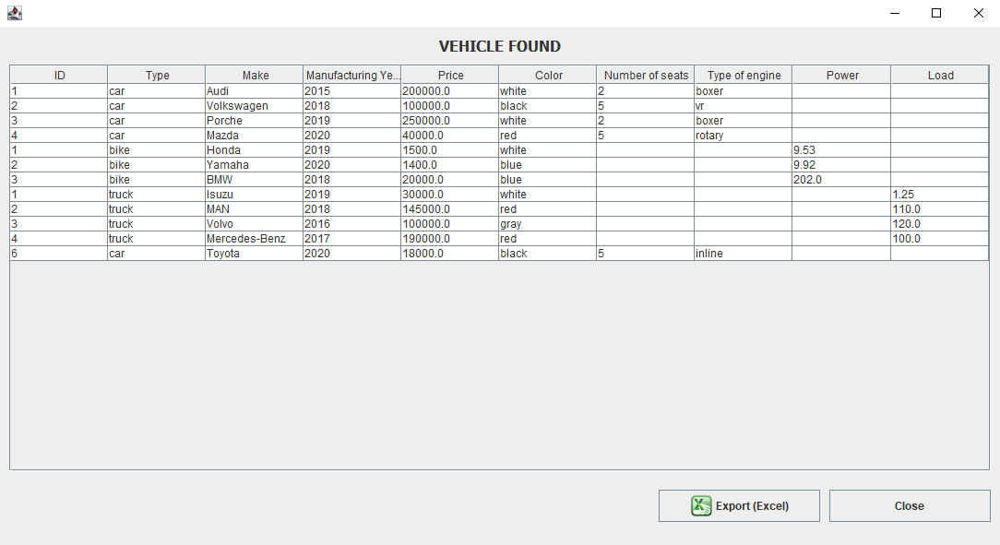 VEHICLE FOUND
ID Type Make Manufacturing Ye... Price Color Number of seats Type of engine Power Load
1 car Audi 2015 200000.0 white 2 boxer
2 car Volkswagen 2018 100000.0 black 5 vr
3 car Porche 2019 250000.0 white 2 boxer
4 car Mazda 2020 40000.0 red 5 rotary
1 bike Honda 2019 1500.0 white 9.53
2 bike Yamaha 2020 1400.0 blue 9.92
3 bike BMW 2018 20000.0 blue 202.0
1 truck Isuzu 2019 30000.0 white 1.25
2 truck MAN 2018 145000.0 red 110.0
3 truck Volvo 2016 100000.0 gray 120.0
4 truck Mercedes-Benz 2017 190000.0 red 100.0
6 car Toyota 2020 18000.0 black 5 inline
Export (Excel) Close